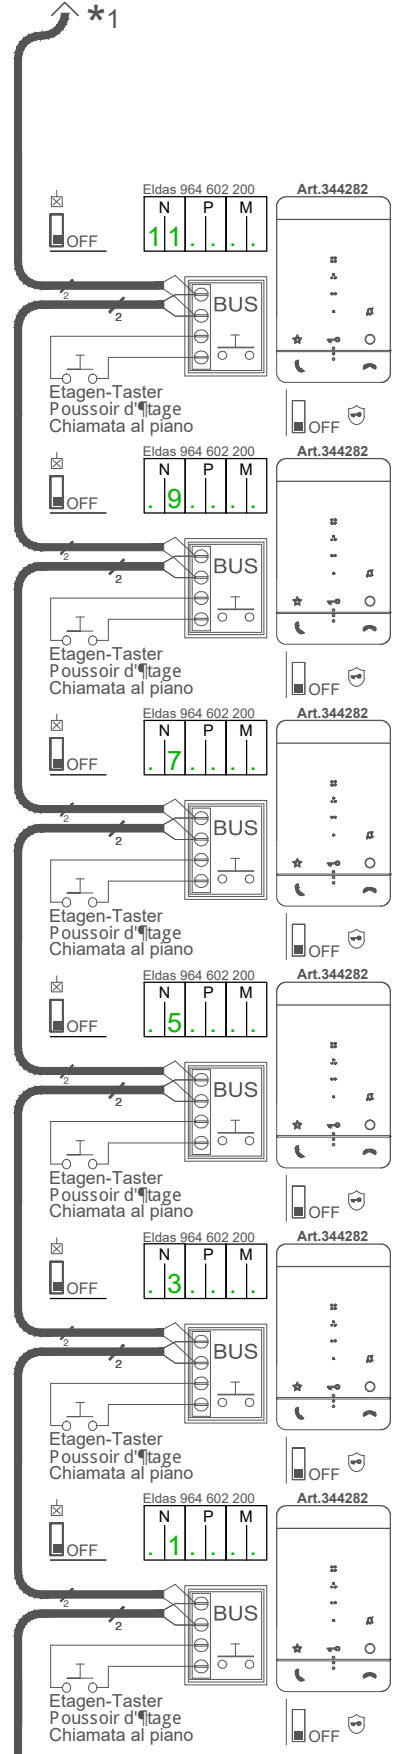 *1
Eldas 964 602 200
Art.344282
N P M
OFF
11....
2
BUS
2
Etagen-Taster
Poussoir d'¶tage
Chiamata al piano
OFF
Eldas 964 602 200
Art.344282
N P M
OFF
.9....
2
BUS
2
Etagen-Taster
Poussoir d'¶tage
Chiamata al piano
OFF
Eldas 964 602 200
Art.344282
N P M
OFF
.7....
2
BUS
2
Etagen-Taster
Poussoir d'¶tage
Chiamata al piano
OFF
Eldas 964 602 200
Art.344282
N P M
OFF
.5....
2
BUS
2
Etagen-Taster
Poussoir d'¶tage
Chiamata al piano
OFF
Eldas 964 602 200
Art.344282
N P M
OFF
.3....
2
BUS
2
Etagen-Taster
Poussoir d'¶tage
Chiamata al piano
OFF
Eldas 964 602 200
Art.344282
N P M
OFF
.1....
2
BUS
2
Etagen-Taster
Poussoir d'¶tage
Chiamata al piano
OFF